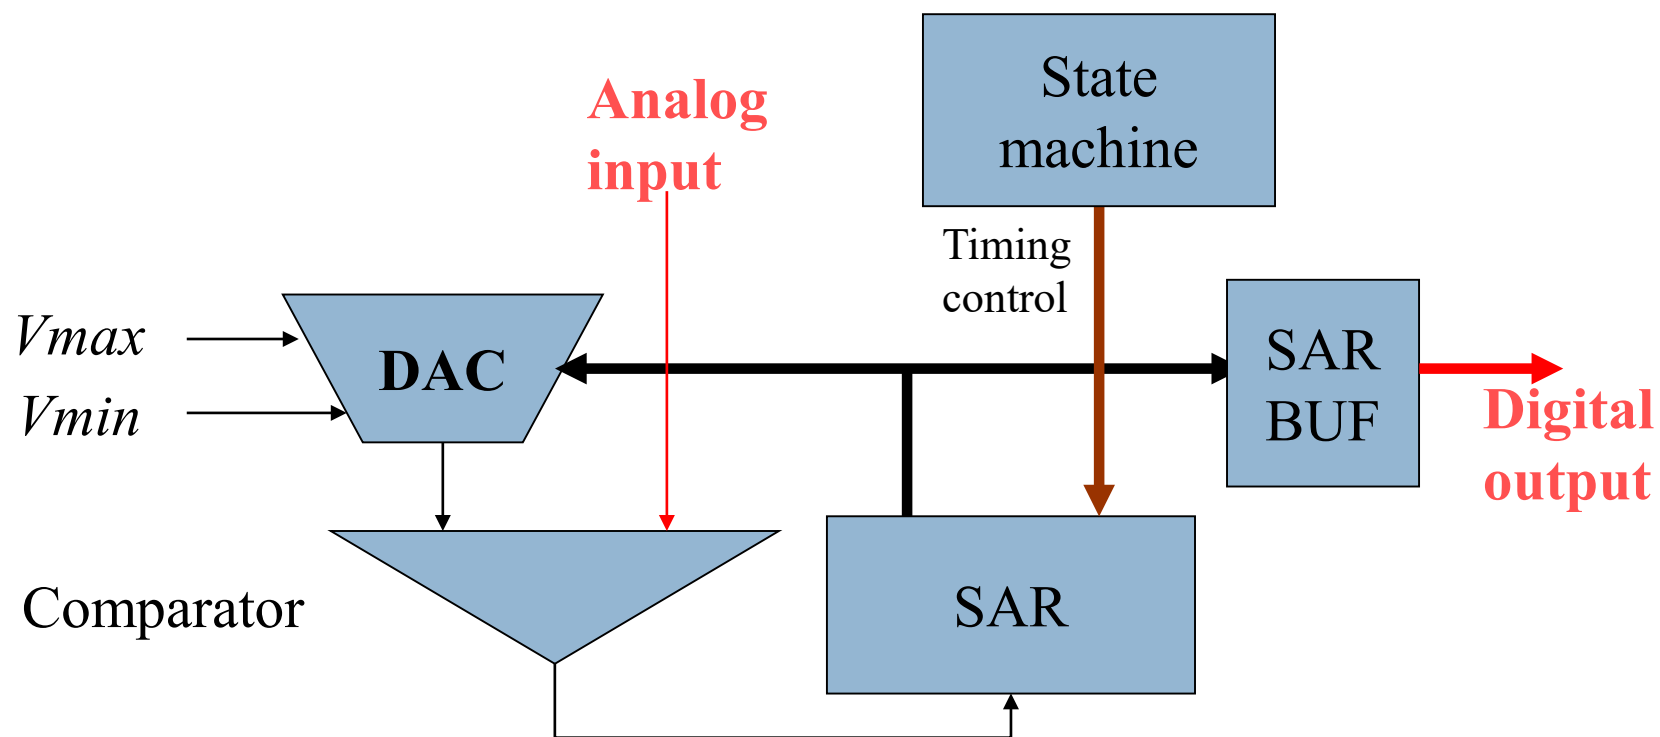 State
machine
Analog
input
Timing
control
Vmax
Vmin
DAC
SAR
BUF
Digital
output
Comparator
SAR